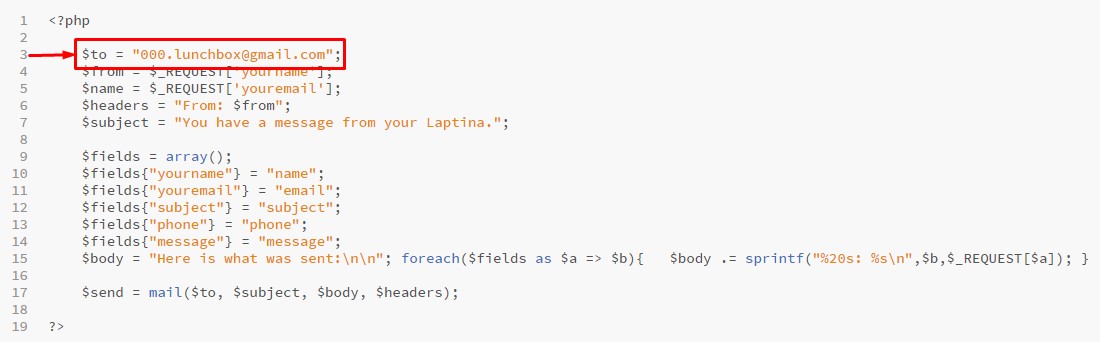 1 <?php
2
3 $to = "000.lunchbox@gmail.com";
4 $from = $_REQUEST['yourname'];
5 $name = $_REQUEST['youremail'];
6 $headers = "From: $from";
7 $subject = "You have a message from your Laptina.";
8
9 $fields = array();
10 $fields{"yourname"} = "name";
11 $fields{"youremail"} = "email";
12 $fields{"subject"} = "subject";
13 $fields{"phone"} = "phone";
14 $fields{"message"} = "message";
15 $body = "Here is what was sent:\n\n"; foreach($fields as $a => $b){   $body .= sprintf("%20s: %s\n",$b,$_REQUEST[$a]); }
16
17 $send = mail($to, $subject, $body, $headers);
18
19 ?>